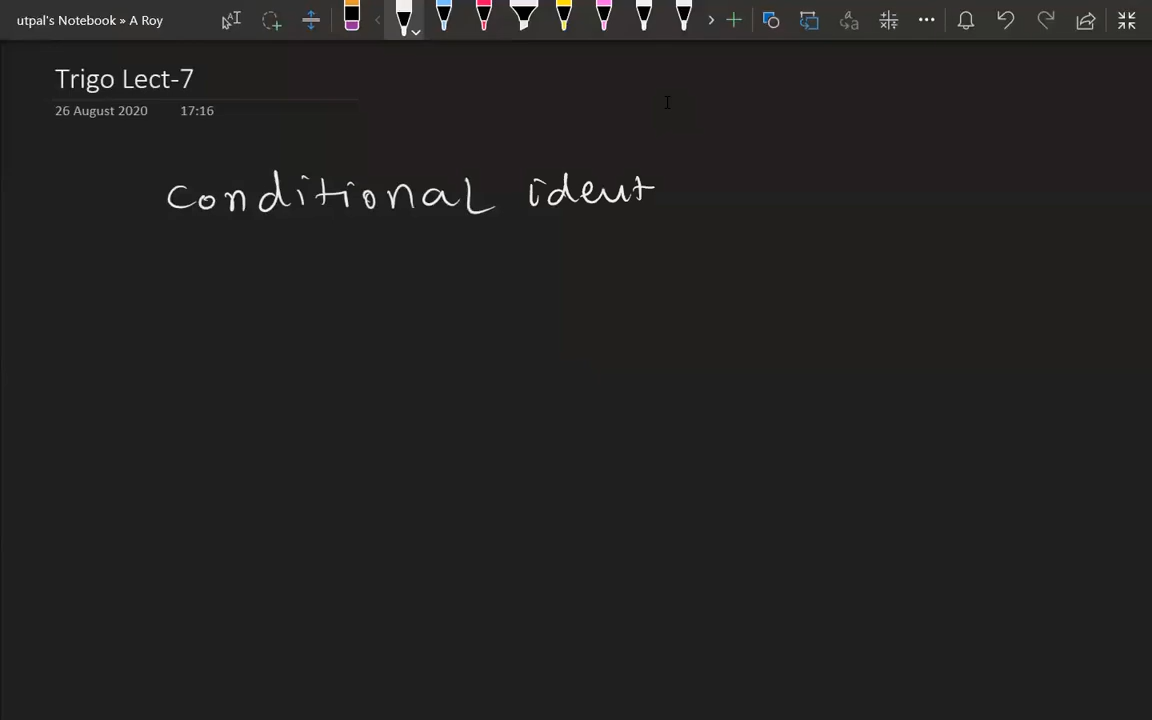 utpal's Notebook » A Roy
Trigo Lect-7
26 August 2020 17:16
conditional ident